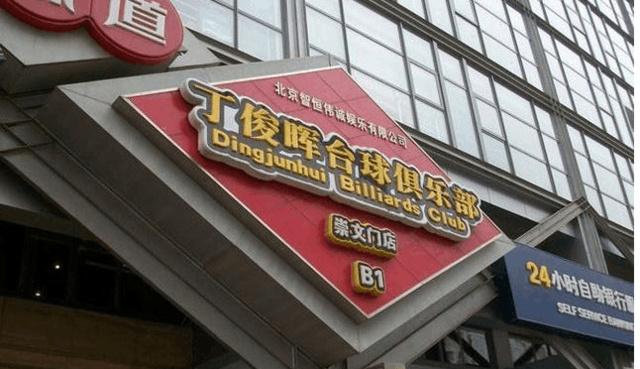 直
北京智恒伟诚娱乐有限公司
丁俊晖台球俱乐部
Dingjunhui Billiards Club
崇文门店
B1
24小时自助银行
SELF SERVICE BANKING